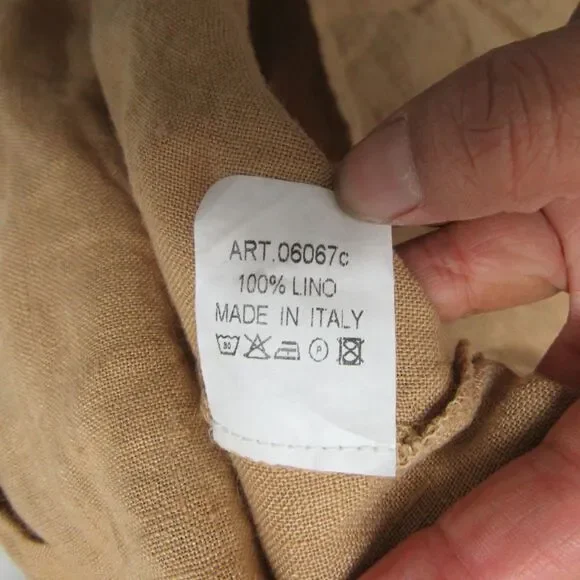 ART.06067c
100% LINO
MADE IN ITALY
P